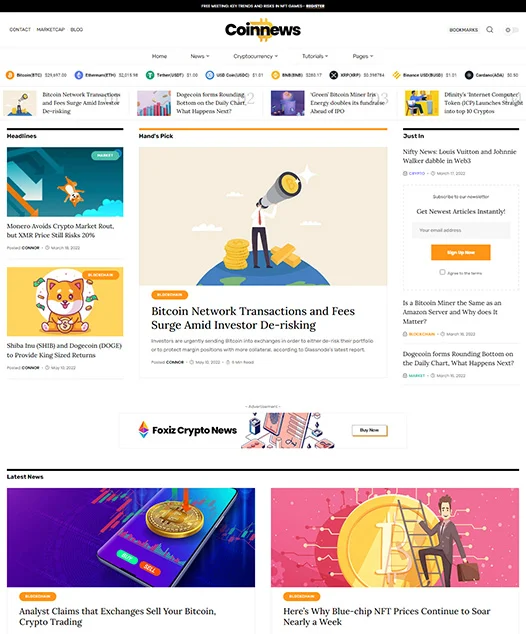 FREE MEETING: KEY TRENDS AND RISKS IN NFT GAMES - REGISTER
CONTACT MARKETCAP BLOG
Coinnews
BOOKMARKS
Home News Cryptocurrency Tutorials Pages
Bitcoin(BTC) $29,697.00 Ethereum(ETH) $2,018.98 Tether(USDT) $1.00 USD Coin(USDC) $1.01 BNB(BNB) $280.17 XRP(XRP) $0.398784 Binance USD(BUSD) $1.01 Cardano(ADA) $0.50
Bitcoin Network Transactions
and Fees Surge Amid Investor
De-risking
Dogecoin forms Rounding
Bottom on the Daily Chart,
What Happens Next?
'Green' Bitcoin Miner Iris
Energy doubles its fundraise
Ahead of IPO
Dfinity's 'Internet Computer'
Token (ICP) Launches Straight
into top 10 Cryptos
Headlines
MARKET
Monero Avoids Crypto Market Rout,
but XMR Price Still Risks 20%
Posted CONNOR - March 18, 2022
BLOCKCHAIN
Shiba Inu (SHIB) and Dogecoin (DOGE)
to Provide King Sized Returns
Posted CONNOR - May 10, 2022
Hand's Pick
BLOCKCHAIN
Bitcoin Network Transactions and Fees
Surge Amid Investor De-risking
Investors are urgently sending Bitcoin into exchanges in order to either de-risk their portfolio
or to protect margin positions with more collateral, according to Glassnode's latest report.
Posted CONNOR - May 10, 2022 - 6 Min Read
Just In
Nifty News: Louis Vuitton and Johnnie
Walker dabble in Web3
CRYPTO - March 17, 2022
Subscribe to our newsletter
Get Newest Articles Instantly!
Your email address
Sign Up Now
I agree to the terms
Is a Bitcoin Miner the Same as an
Amazon Server and Why does It
Matter?
BLOCKCHAIN - March 18, 2022
Dogecoin forms Rounding Bottom on
the Daily Chart, What Happens Next?
MARKET - March 16, 2022
- Advertisement -
Foxiz Crypto News
Buy Now
Latest News
BUY
SELL
BLOCKCHAIN
Analyst Claims that Exchanges Sell Your Bitcoin,
Crypto Trading
BLOCKCHAIN
Here's Why Blue-chip NFT Prices Continue to Soar
Nearly a Week